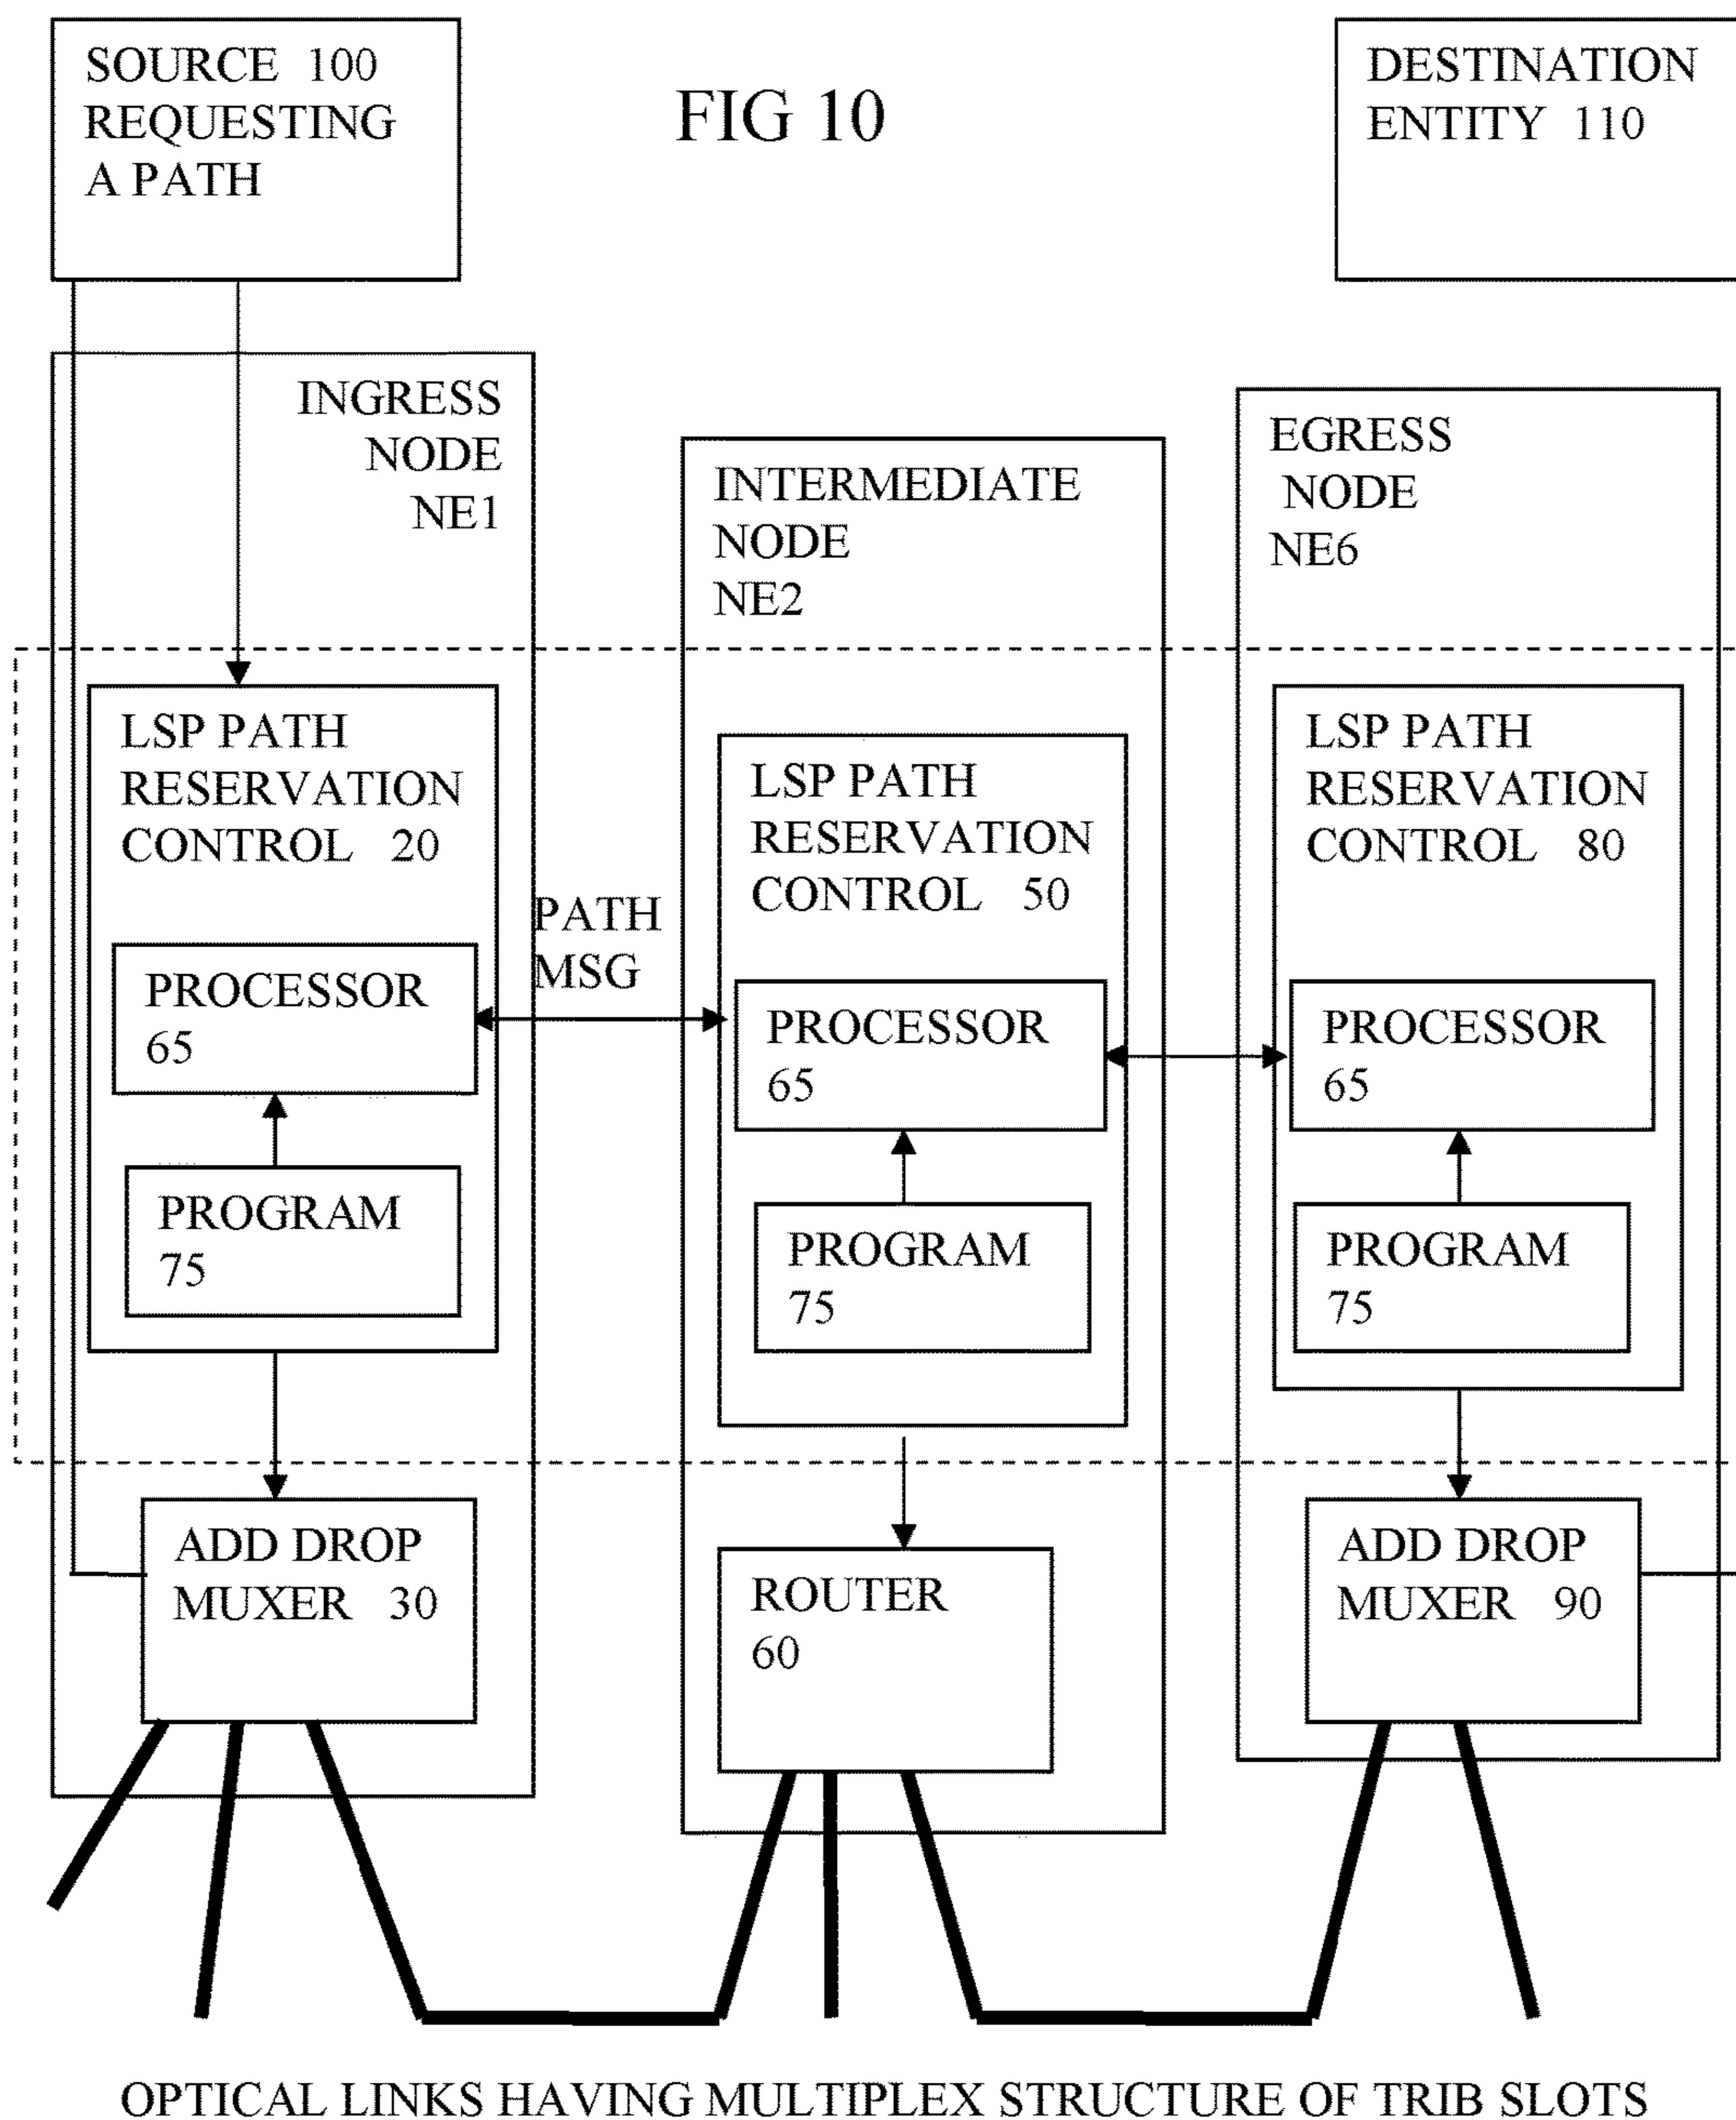 SOURCE 100
REQUESTING
A PATH
FIG 10
DESTINATION
ENTITY 110
INGRESS
NODE
NE1
INTERMEDIATE
NODE
NE2
EGRESS
NODE
NE6
LSP PATH
RESERVATION
CONTROL 20
PROCESSOR
65
PROGRAM
75
PATH
MSG
LSP PATH
RESERVATION
CONTROL 50
PROCESSOR
65
PROGRAM
75
LSP PATH
RESERVATION
CONTROL 80
PROCESSOR
65
PROGRAM
75
ADD DROP
MUXER 30
ROUTER
60
ADD DROP
MUXER 90
OPTICAL LINKS HAVING MULTIPLEX STRUCTURE OF TRIB SLOTS